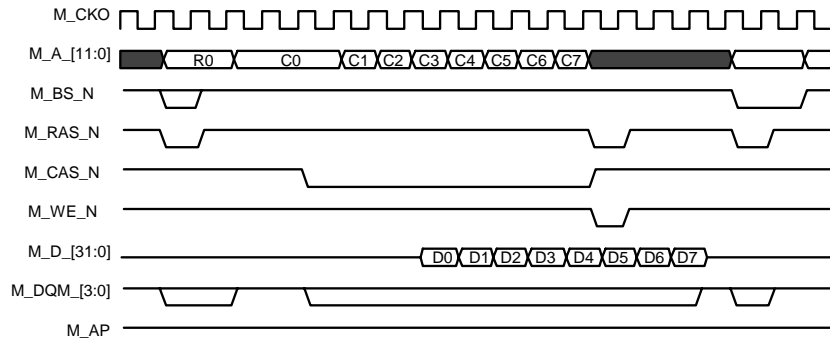 M_CKO
M_A_[11:0] R0 C0 C1 C2 C3 C4 C5 C6 C7
M_BS_N
M_RAS_N
M_CAS_N
M_WE_N
M_D_[31:0] D0 D1 D2 D3 D4 D5 D6 D7
M_DQM_[3:0]
M_AP